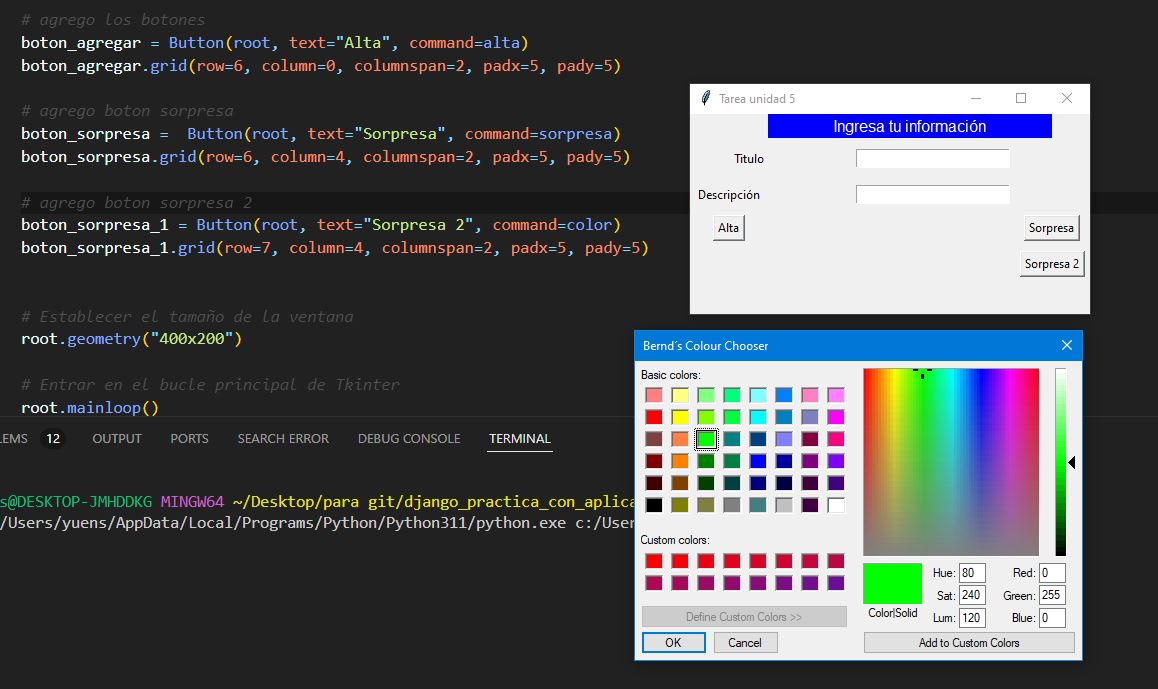 # agrego los botones
boton_agregar = Button(root, text="Alta", command=alta)
boton_agregar.grid(row=6, column=0, columnspan=2, padx=5, pady=5)
# agrego boton sorpresa
boton_sorpresa =  Button(root, text="Sorpresa", command=sorpresa)
boton_sorpresa.grid(row=6, column=4, columnspan=2, padx=5, pady=5)
# agrego boton sorpresa 2
boton_sorpresa_1 = Button(root, text="Sorpresa 2", command=color)
boton_sorpresa_1.grid(row=7, column=4, columnspan=2, padx=5, pady=5)
# Establecer el tamaño de la ventana
root.geometry("400x200")
# Entrar en el bucle principal de Tkinter
root.mainloop()
LEMS 12 OUTPUT PORTS SEARCH ERROR DEBUG CONSOLE TERMINAL
s@DESKTOP-JMHDDKG MINGW64 ~/Desktop/para git/django_practica_con_aplica
/Users/yuens/AppData/Local/Programs/Python/Python311/python.exe c:/User
Tarea unidad 5
Ingresa tu información
Titulo
Descripción
Alta
Sorpresa
Sorpresa 2
Bernd´s Colour Chooser
Basic colors:
Custom colors:
Define Custom Colors >>
OK Cancel
Color|Solid
Hue: 80 Red: 0
Sat: 240 Green: 255
Lum: 120 Blue: 0
Add to Custom Colors